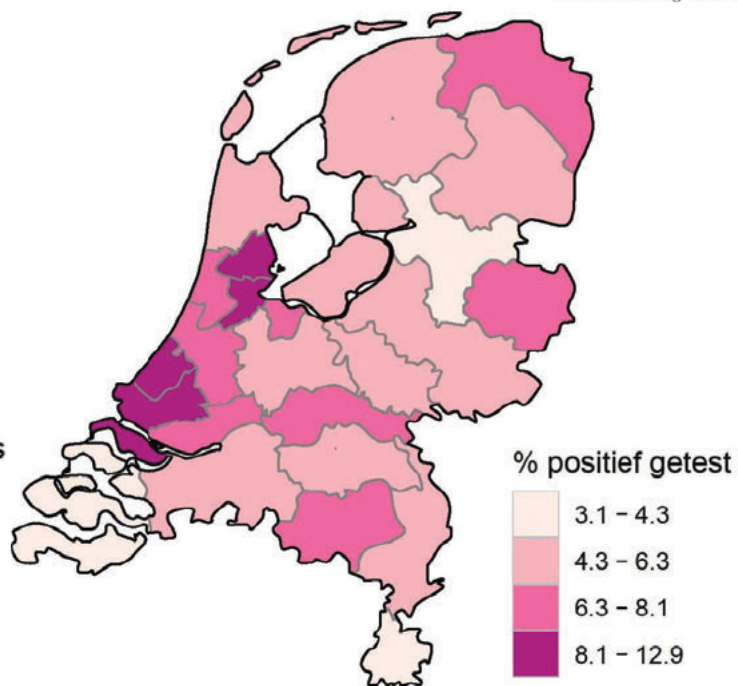 s
% positief getest
3.1 – 4.3
4.3 – 6.3
6.3 – 8.1
8.1 – 12.9